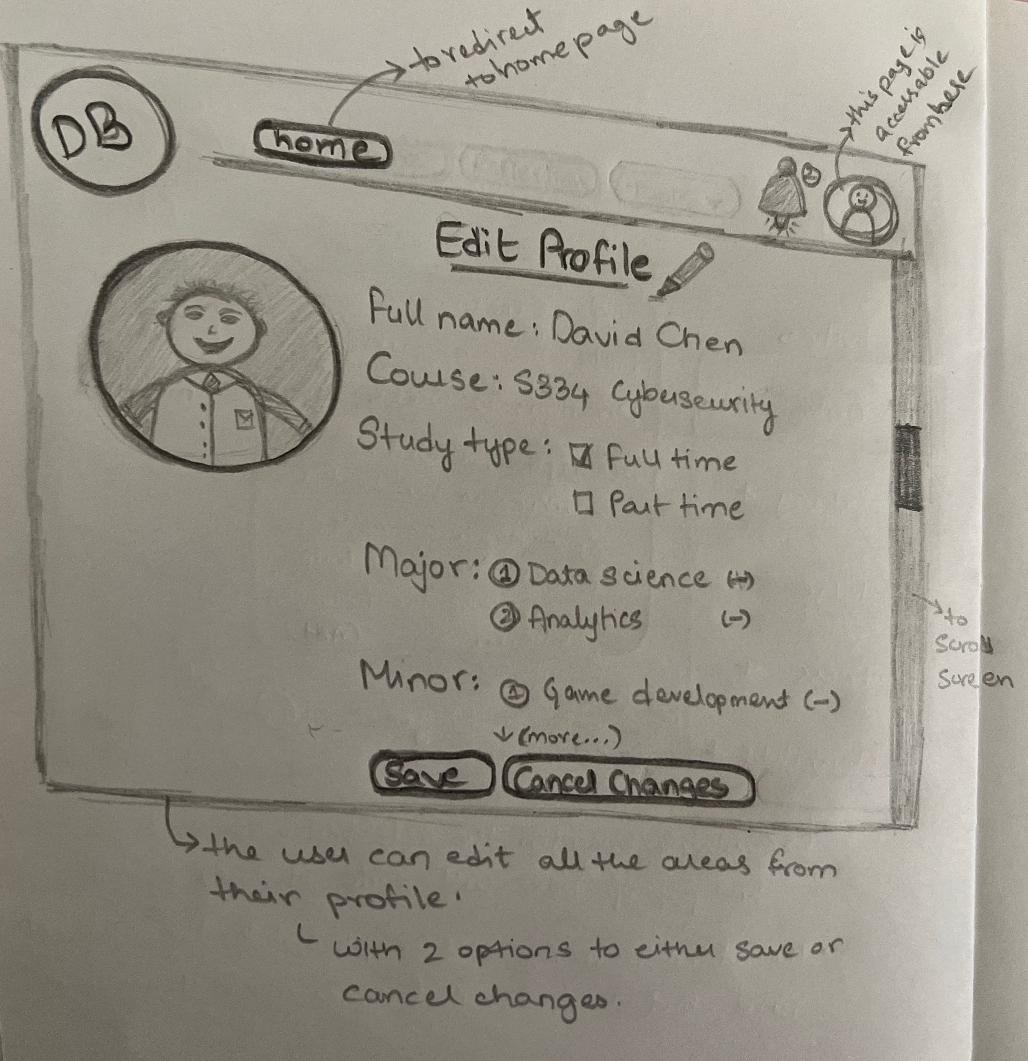 to redirect
to home page
this page is
accessable
from here
DB
home
2
Edit Profile
Full name: David Chen
Course: S334 Cybersecurity
Study type: ☑ Full time
☐ Part time
Major: ① Data science (+)
② Analytics (-)
Minor: ① Game development (-)
↓ (more...)
Save Cancel Changes
to
scroll
screen
the user can edit all the areas from
their profile.
with 2 options to either save or
cancel changes.